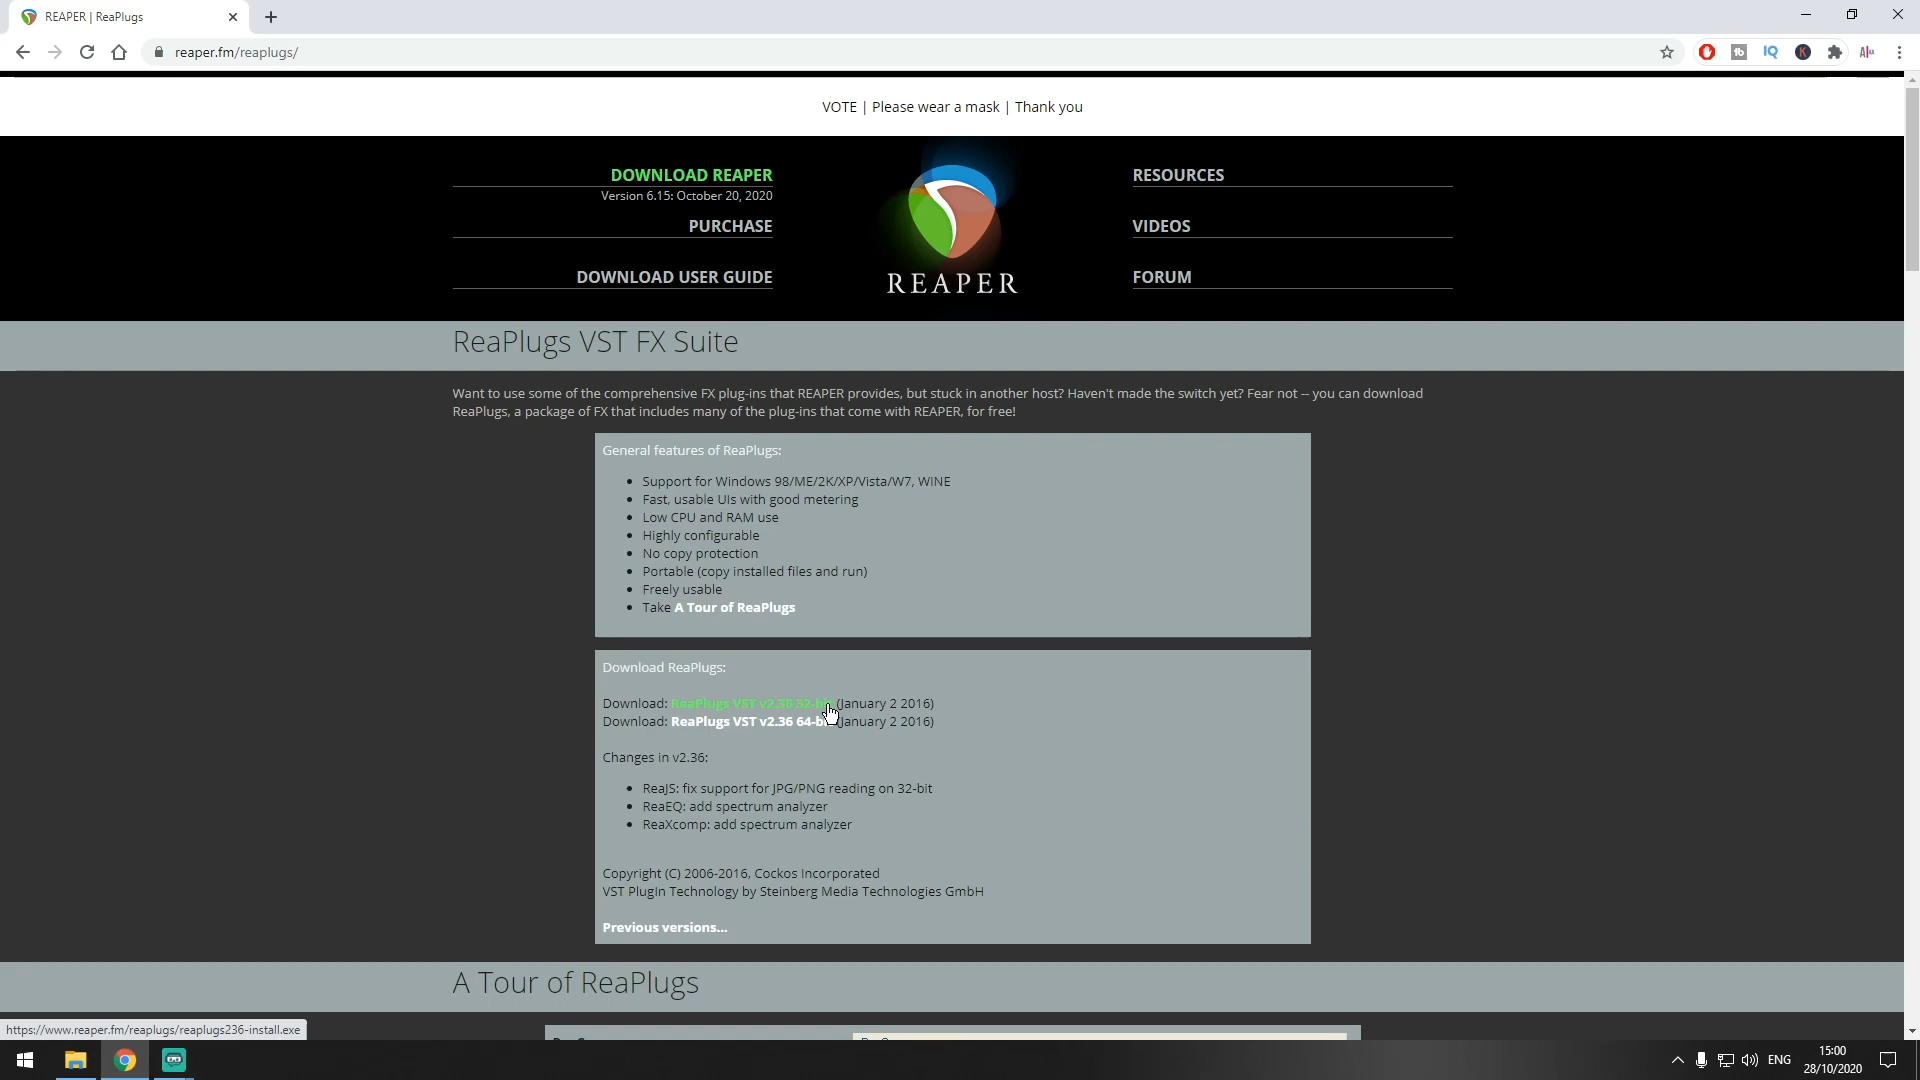 REAPER | ReaPlugs
reaper.fm/reaplugs/
VOTE | Please wear a mask | Thank you
DOWNLOAD REAPER
Version 6.15: October 20, 2020
PURCHASE
DOWNLOAD USER GUIDE
REAPER
RESOURCES
VIDEOS
FORUM
ReaPlugs VST FX Suite
Want to use some of the comprehensive FX plug-ins that REAPER provides, but stuck in another host? Haven't made the switch yet? Fear not -- you can download
ReaPlugs, a package of FX that includes many of the plug-ins that come with REAPER, for free!
General features of ReaPlugs:
Support for Windows 98/ME/2K/XP/Vista/W7, WINE
Fast, usable UIs with good metering
Low CPU and RAM use
Highly configurable
No copy protection
Portable (copy installed files and run)
Freely usable
Take A Tour of ReaPlugs
Download ReaPlugs:
Download: ReaPlugs VST v2.36 32-bit (January 2 2016)
Download: ReaPlugs VST v2.36 64-bit (January 2 2016)
Changes in v2.36:
ReaJS: fix support for JPG/PNG reading on 32-bit
ReaEQ: add spectrum analyzer
ReaXcomp: add spectrum analyzer
Copyright (C) 2006-2016, Cockos Incorporated
VST PlugIn Technology by Steinberg Media Technologies GmbH
Previous versions...
A Tour of ReaPlugs
https://www.reaper.fm/reaplugs/reaplugs236-install.exe
ENG
15:00
28/10/2020